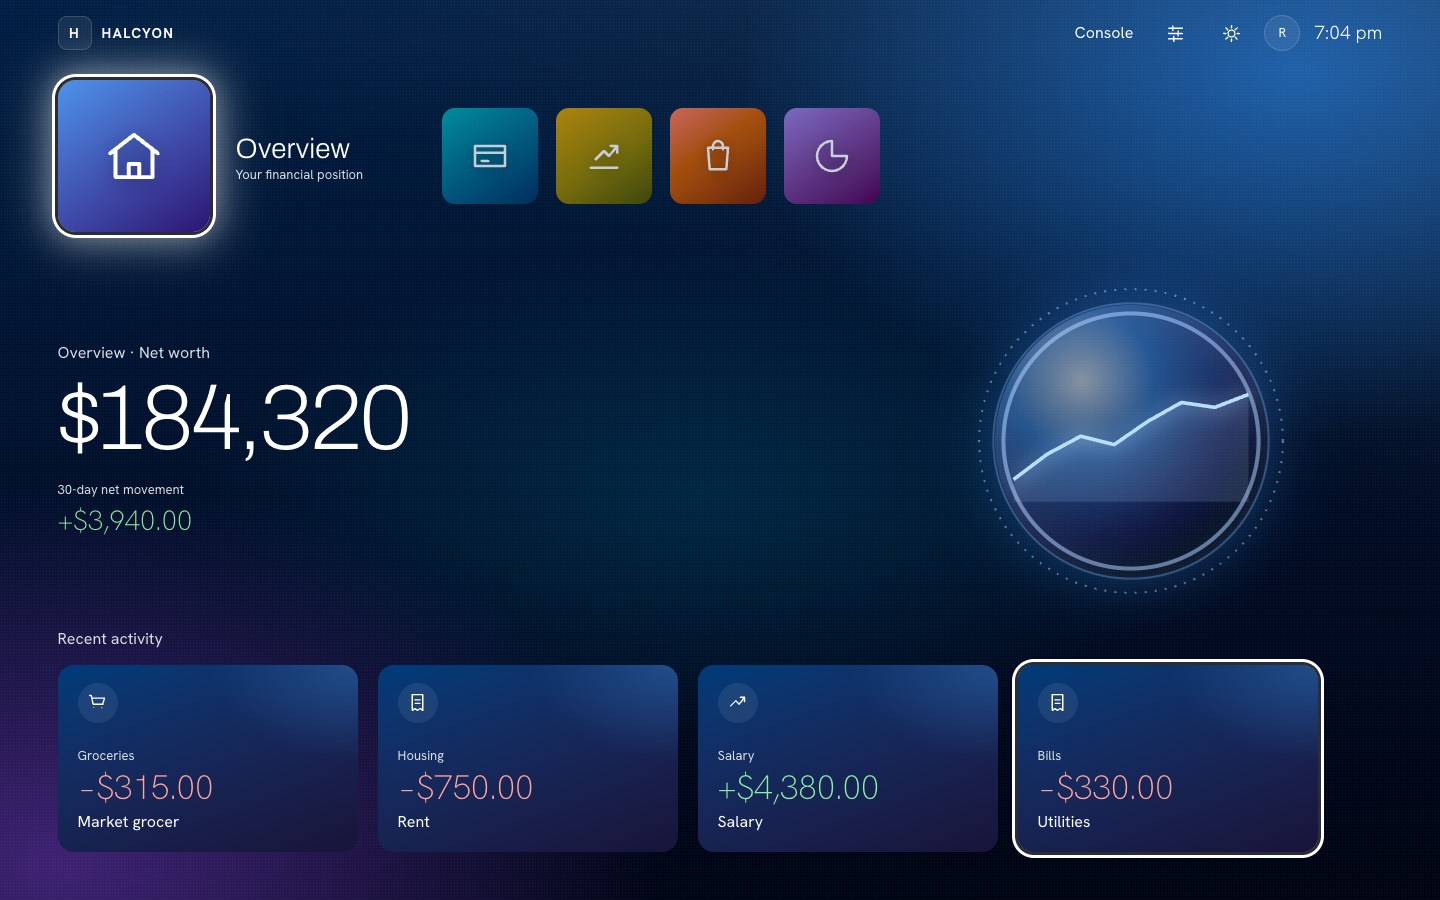 H HALCYON
Console
R
7:04 pm
Overview
Your financial position
Overview · Net worth
$184,320
30-day net movement
+$3,940.00
Recent activity
Groceries
−$315.00
Market grocer
Housing
−$750.00
Rent
Salary
+$4,380.00
Salary
Bills
−$330.00
Utilities